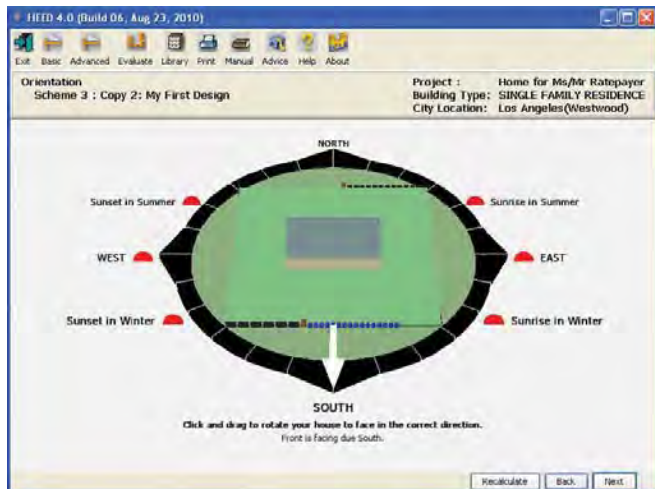 HEED 4.0 (Build 06, Aug 23, 2010)
Exit Basic Advanced Evaluate Library Print Manual Advice Help About
Orientation
Scheme 3 : Copy 2: My First Design
Project : Home for Ms/Mr Ratepayer
Building Type: SINGLE FAMILY RESIDENCE
City Location: Los Angeles(Westwood)
NORTH
Sunset in Summer
Sunrise in Summer
WEST
EAST
Sunset in Winter
Sunrise in Winter
SOUTH
Click and drag to rotate your house to face in the correct direction.
Front is facing due South.
Recalculate Back Next